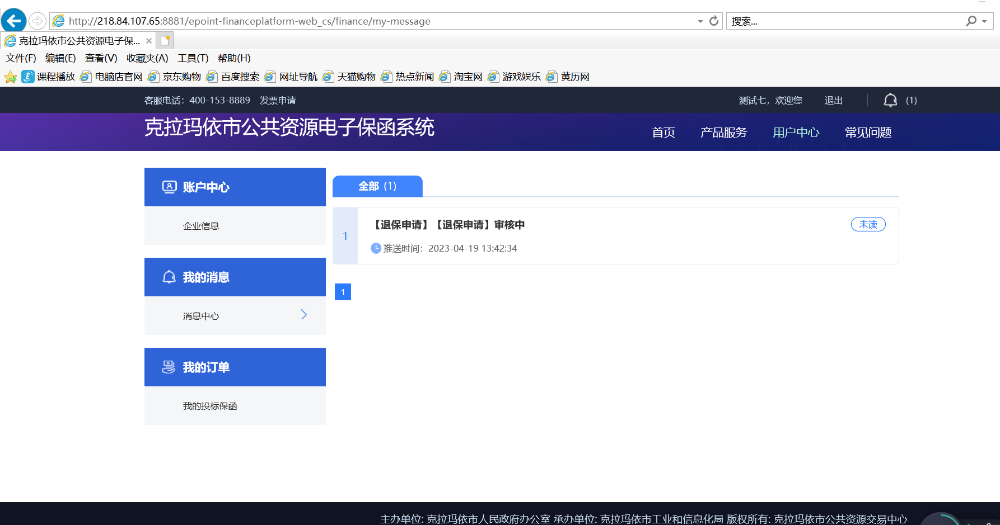 http://218.84.107.65:8881/epoint-financeplatform-web_cs/finance/my-message
搜索...
克拉玛依市公共资源电子保...
文件(F) 编辑(E) 查看(V) 收藏夹(A) 工具(T) 帮助(H)
课程播放 电脑店官网 京东购物 百度搜索 网址导航 天猫购物 热点新闻 淘宝网 游戏娱乐 黄历网
客服电话：400-153-8889 发票申请 测试七，欢迎您 退出 (1)
克拉玛依市公共资源电子保函系统
首页 产品服务 用户中心 常见问题
账户中心
企业信息
我的消息
消息中心
我的订单
我的投标保函
全部 (1)
1
【退保申请】【退保申请】审核中
未读
推送时间：2023-04-19 13:42:34
1
主办单位: 克拉玛依市人民政府办公室 承办单位: 克拉玛依市工业和信息化局 版权所有: 克拉玛依市公共资源交易中心